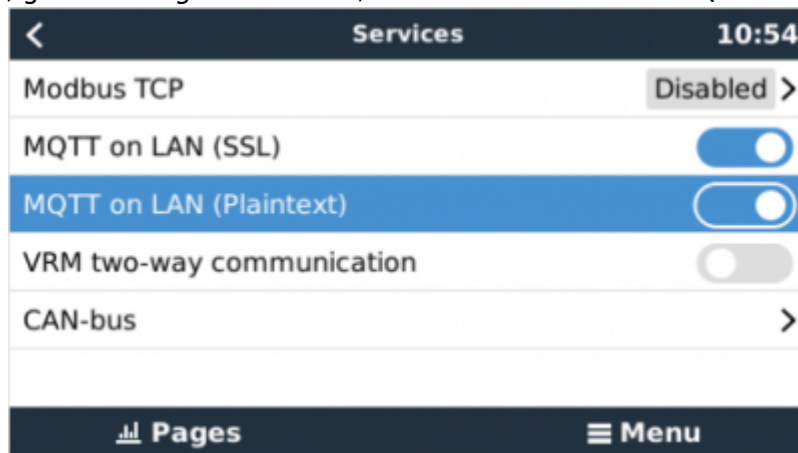 Services 10:54
Modbus TCP Disabled
MQTT on LAN (SSL)
MQTT on LAN (Plaintext)
VRM two-way communication
CAN-bus
Pages Menu